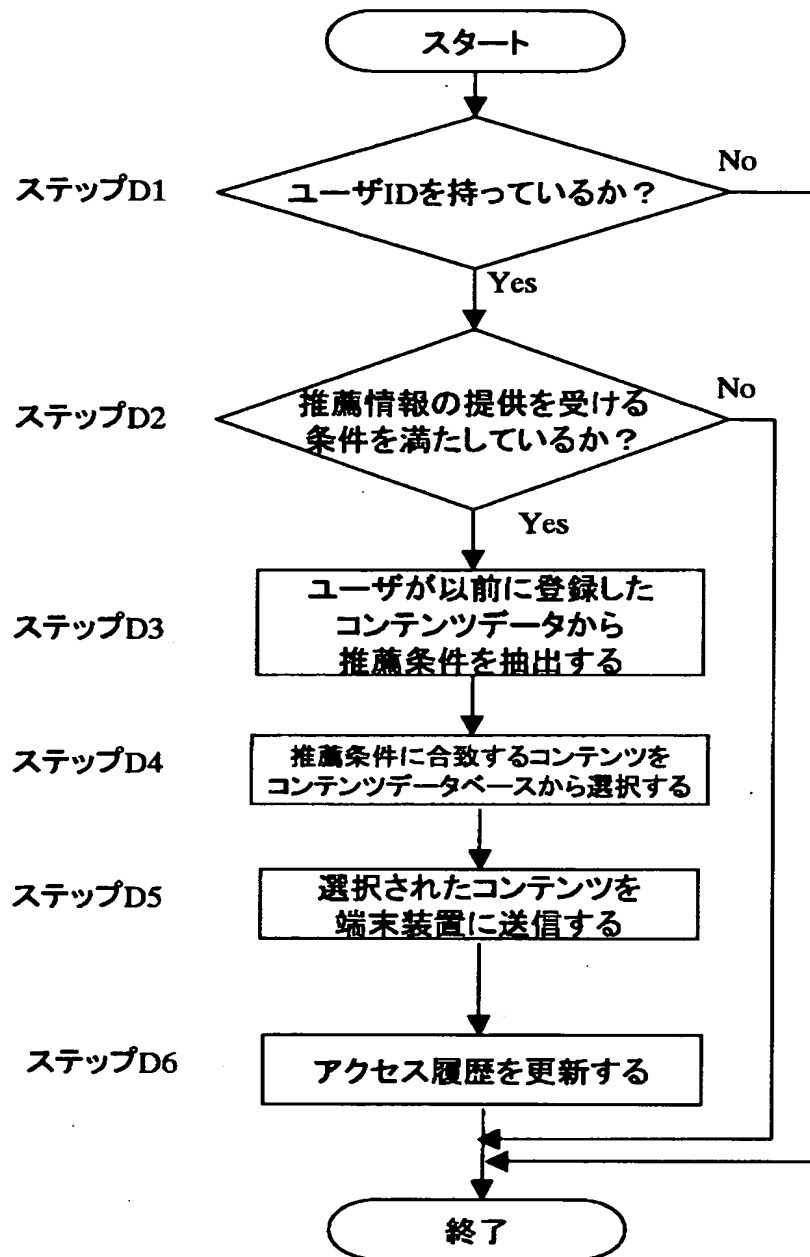 スタート
No
ステップD1
ユーザIDを持っているか？
Yes
No
ステップD2
推薦情報の提供を受ける
条件を満たしているか？
Yes
ステップD3
ユーザが以前に登録した
コンテンツデータから
推薦条件を抽出する
ステップD4
推薦条件に合致するコンテンツを
コンテンツデータベースから選択する
ステップD5
選択されたコンテンツを
端末装置に送信する
ステップD6
アクセス履歴を更新する
終了